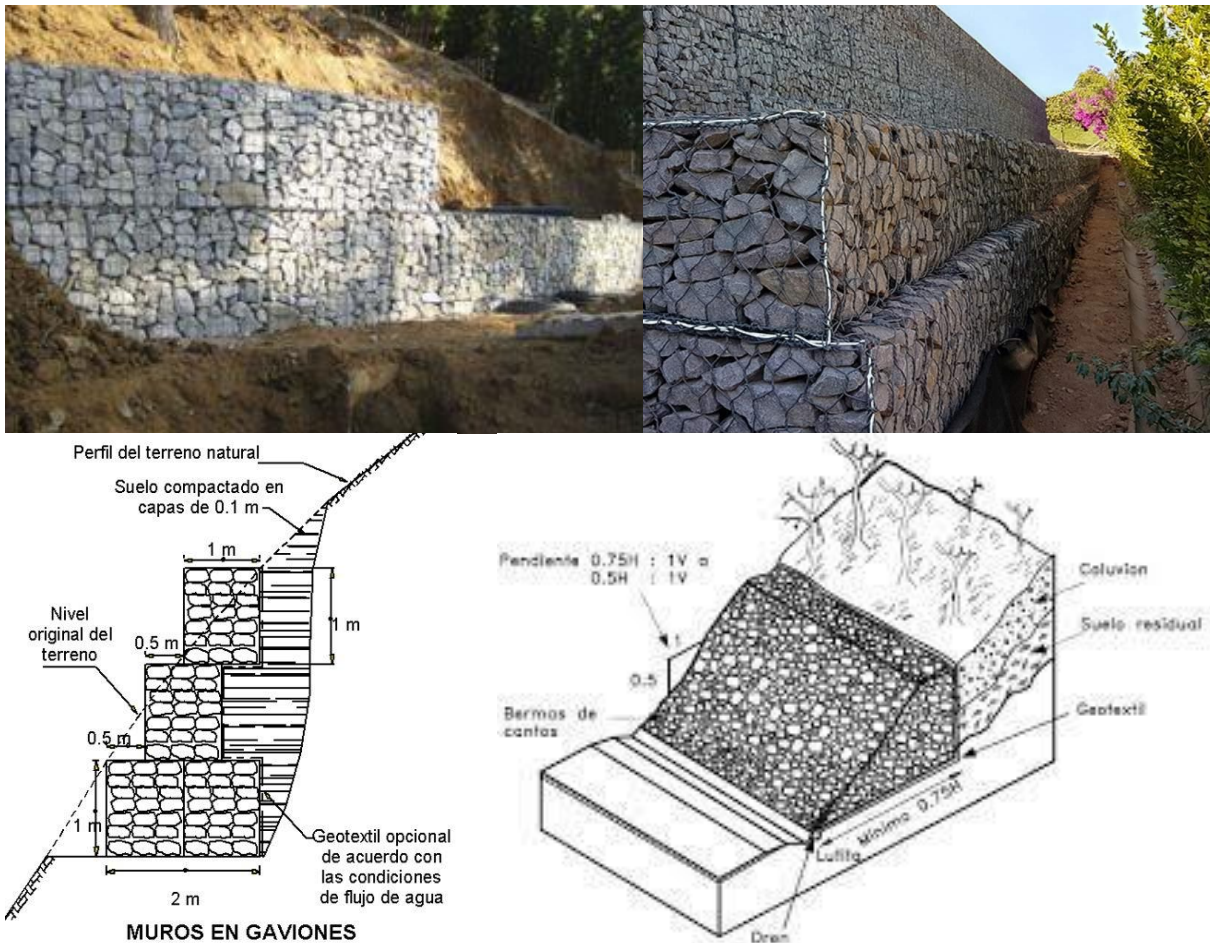 Perfil del terreno natural
Suelo compactado en
capas de 0.1 m
1 m
1 m
Nivel
original del
terreno
0.5 m
0.5 m
1 m
2 m
Geotextil opcional
de acuerdo con
las condiciones
de flujo de agua
MUROS EN GAVIONES
Pendiente 0.75H : 1V a
0.5H : 1V
1
0.5
Bermas de
cantos
Coluvion
Suelo residual
Geotextil
Minimo 0.75H
Lutita
Dren